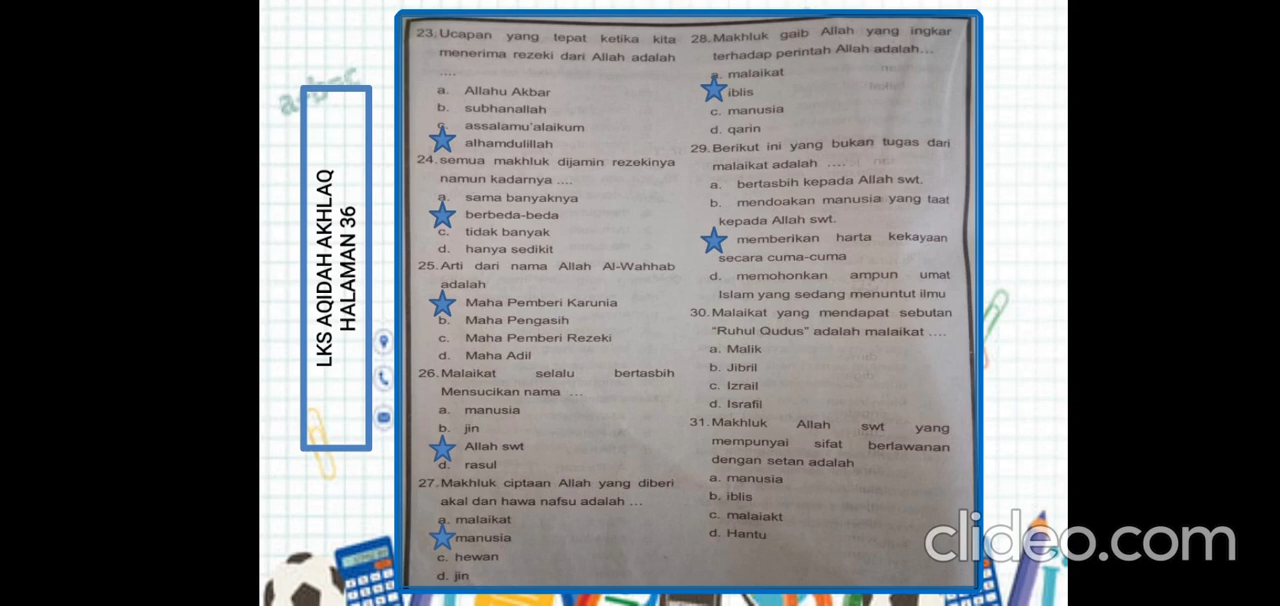 LKS AQIDAH AKHLAQ
HALAMAN 36
23. Ucapan yang tepat ketika kita
menerima rezeki dari Allah adalah
....
a. Allahu Akbar
b. subhanallah
c. assalamu'alaikum
alhamdulillah
24. semua makhluk dijamin rezekinya
namun kadarnya ....
a. sama banyaknya
berbeda-beda
c. tidak banyak
d. hanya sedikit
25. Arti dari nama Allah Al-Wahhab
adalah
Maha Pemberi Karunia
b. Maha Pengasih
c. Maha Pemberi Rezeki
d. Maha Adil
26. Malaikat selalu bertasbih
Mensucikan nama ...
a. manusia
b. jin
Allah swt
d. rasul
27. Makhluk ciptaan Allah yang diberi
akal dan hawa nafsu adalah ...
a. malaikat
manusia
c. hewan
d. jin
28. Makhluk gaib Allah yang ingkar
terhadap perintah Allah adalah...
a. malaikat
iblis
c. manusia
d. qarin
29. Berikut ini yang bukan tugas dari
malaikat adalah ....
a. bertasbih kepada Allah swt.
b. mendoakan manusia yang taat
kepada Allah swt.
memberikan harta kekayaan
secara cuma-cuma
d. memohonkan ampun umat
Islam yang sedang menuntut ilmu
30. Malaikat yang mendapat sebutan
"Ruhul Qudus" adalah malaikat ....
a. Malik
b. Jibril
c. Izrail
d. Israfil
31. Makhluk Allah swt yang
mempunyai sifat berlawanan
dengan setan adalah
a. manusia
b. iblis
c. malaiakt
d. Hantu
clideo.com